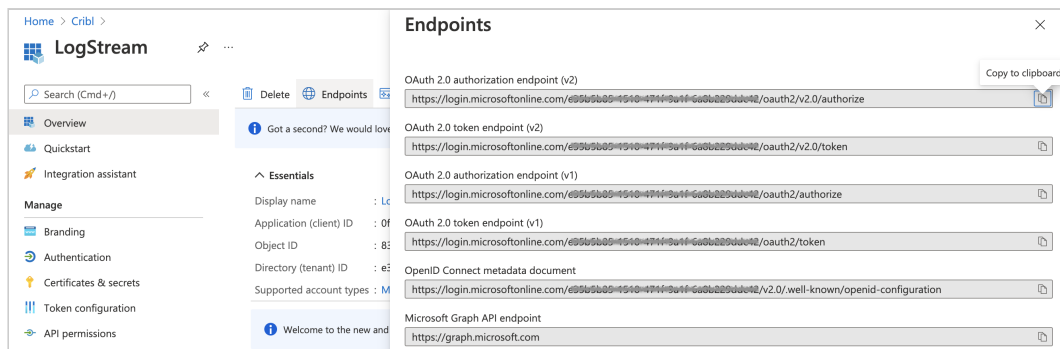 Home > Cribl >
LogStream
Search (Cmd+/)
Overview
Quickstart
Integration assistant
Manage
Branding
Authentication
Certificates & secrets
Token configuration
API permissions
Delete
Endpoints
Got a second? We would love
Essentials
Display name : Lo
Application (client) ID : 0f
Object ID : 83
Directory (tenant) ID : e3
Supported account types : M
Welcome to the new and
Endpoints
Copy to clipboard
OAuth 2.0 authorization endpoint (v2)
https://login.microsoftonline.com/ /oauth2/v2.0/authorize
OAuth 2.0 token endpoint (v2)
https://login.microsoftonline.com/ /oauth2/v2.0/token
OAuth 2.0 authorization endpoint (v1)
https://login.microsoftonline.com/ /oauth2/authorize
OAuth 2.0 token endpoint (v1)
https://login.microsoftonline.com/ /oauth2/token
OpenID Connect metadata document
https://login.microsoftonline.com/ /v2.0/.well-known/openid-configuration
Microsoft Graph API endpoint
https://graph.microsoft.com